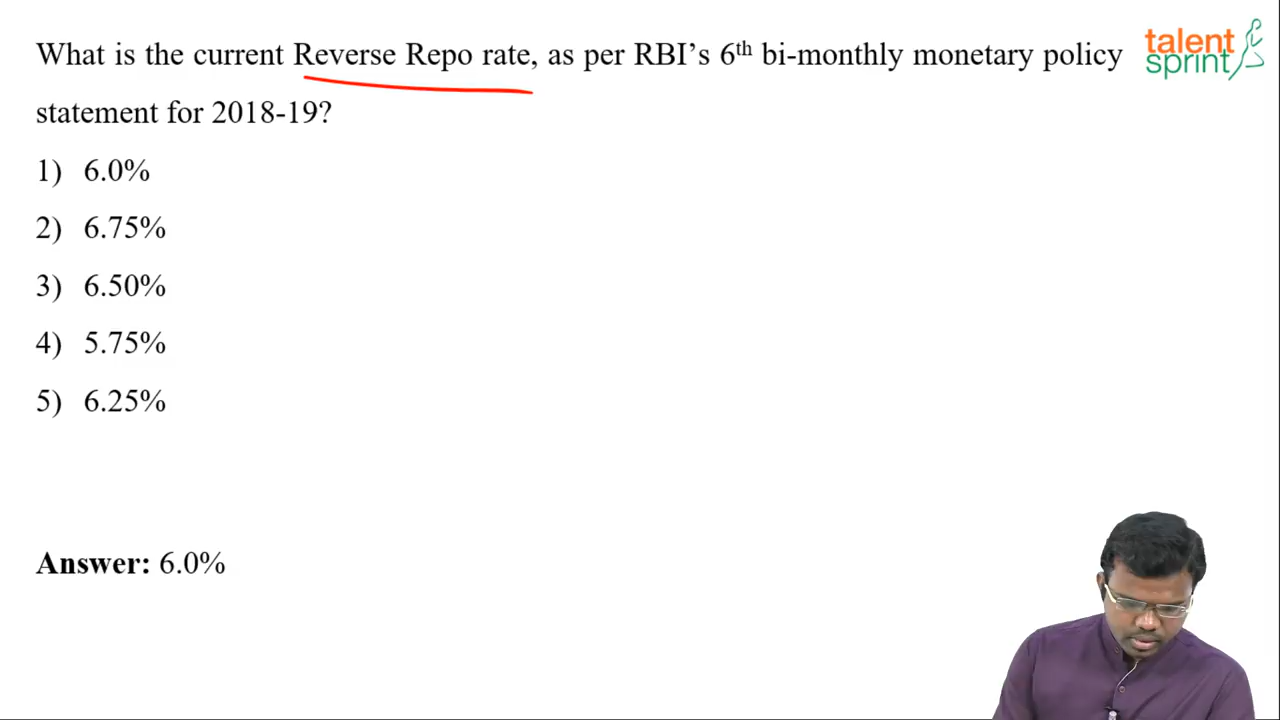 What is the current Reverse Repo rate, as per RBI’s 6th bi-monthly monetary policy
statement for 2018-19?
1) 6.0%
2) 6.75%
3) 6.50%
4) 5.75%
5) 6.25%
Answer: 6.0%
talent
sprint